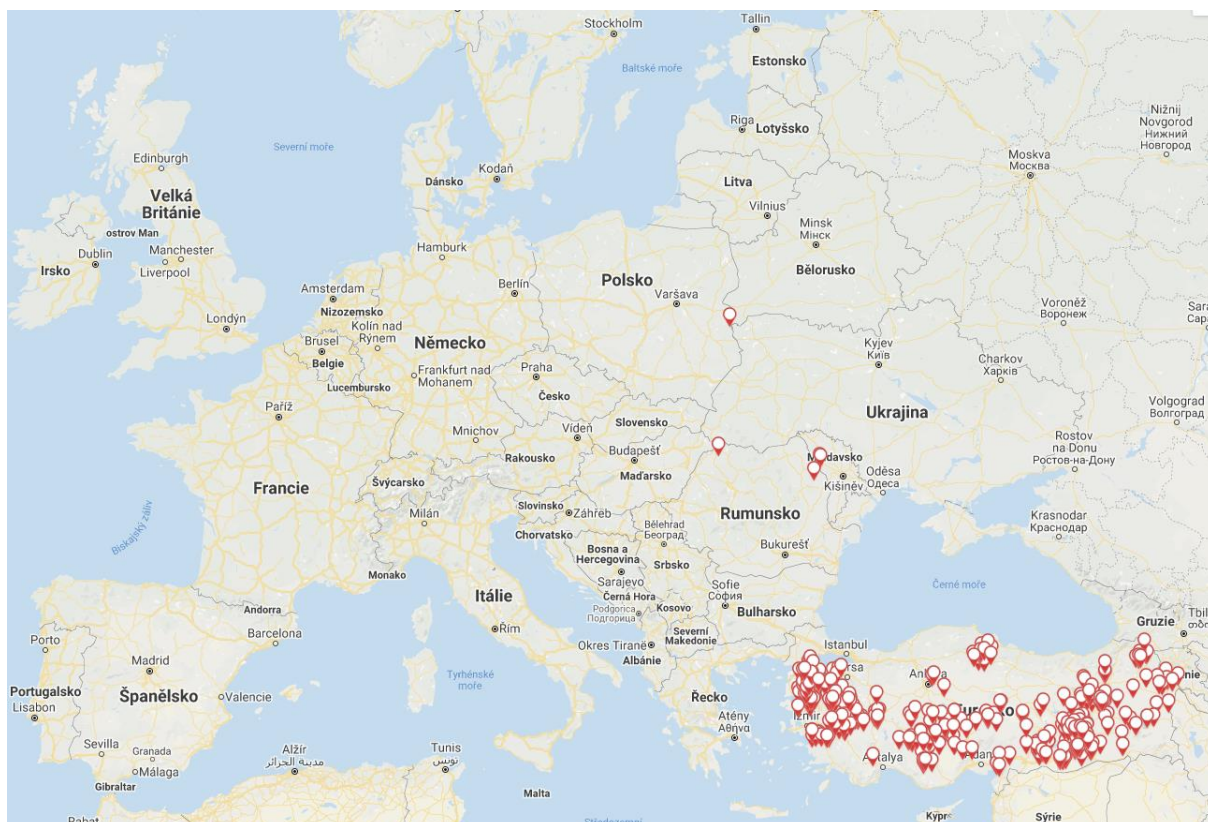 Stockholm
Tallin
Estonsko
Baltské moře
Riga
Lotyšsko
Nižnij
Novgorod
Нижний
Новгород
Moskva
Москва
Edinburgh
Severní moře
Kodaň
Dánsko
Litva
Vilnius
Velká
Británie
ostrov Man
Minsk
Мінск
Bělorusko
Dublin
Irsko
Manchester
Liverpool
Hamburk
Berlín
Polsko
Varšava
Amsterdam
Nizozemsko
Londýn
Kolín nad
Rýnem
Brusel
Belgie
Německo
Voroněž
Воронеж
Kyjev
Київ
Charkov
Харків
Lucembursko
Frankfurt nad
Mohanem
Praha
Česko
Paříž
Ukrajina
Volgograd
Волгоград
Mnichov
Vídeň
Slovensko
Rakousko
Budapešť
Maďarsko
Rostov
na Donu
Ростов-на-Дону
Kišiněv
Oděsa
Одеса
Francie
Švýcarsko
Slovinsko
Záhřeb
Milán
Chorvatsko
Rumunsko
Bělehrad
Београд
Krasnodar
Краснодар
Biskajský záliv
Bosna a
Hercegovina
Srbsko
Bukurešť
Monako
Sarajevo
Itálie
Černá Hora
Podgorica
Подгорица
Kosovo
Sofie
София
Bulharsko
Černé moře
Andorra
Řím
Severní
Makedonie
Gruzie
Porto
Barcelona
Okres Tirané
Albánie
Istanbul
Madrid
Tyrhénské
moře
Portugalsko
Lisabon
Španělsko
Valencie
Řecko
Izmir
Atény
Αθήνα
Sevilla
Granada
Málaga
Gibraltar
Alžír
مدينة الجزائر
Tunis
تونس
Malta
Kypr
Sýrie